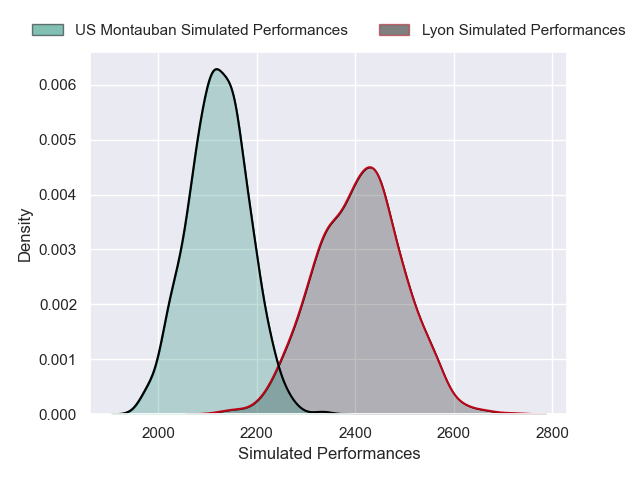 US Montauban Simulated Performances
Lyon Simulated Performances
0.006
0.005
0.004
0.003
0.002
0.001
0.000
Density
2000 2200 2400 2600 2800
Simulated Performances